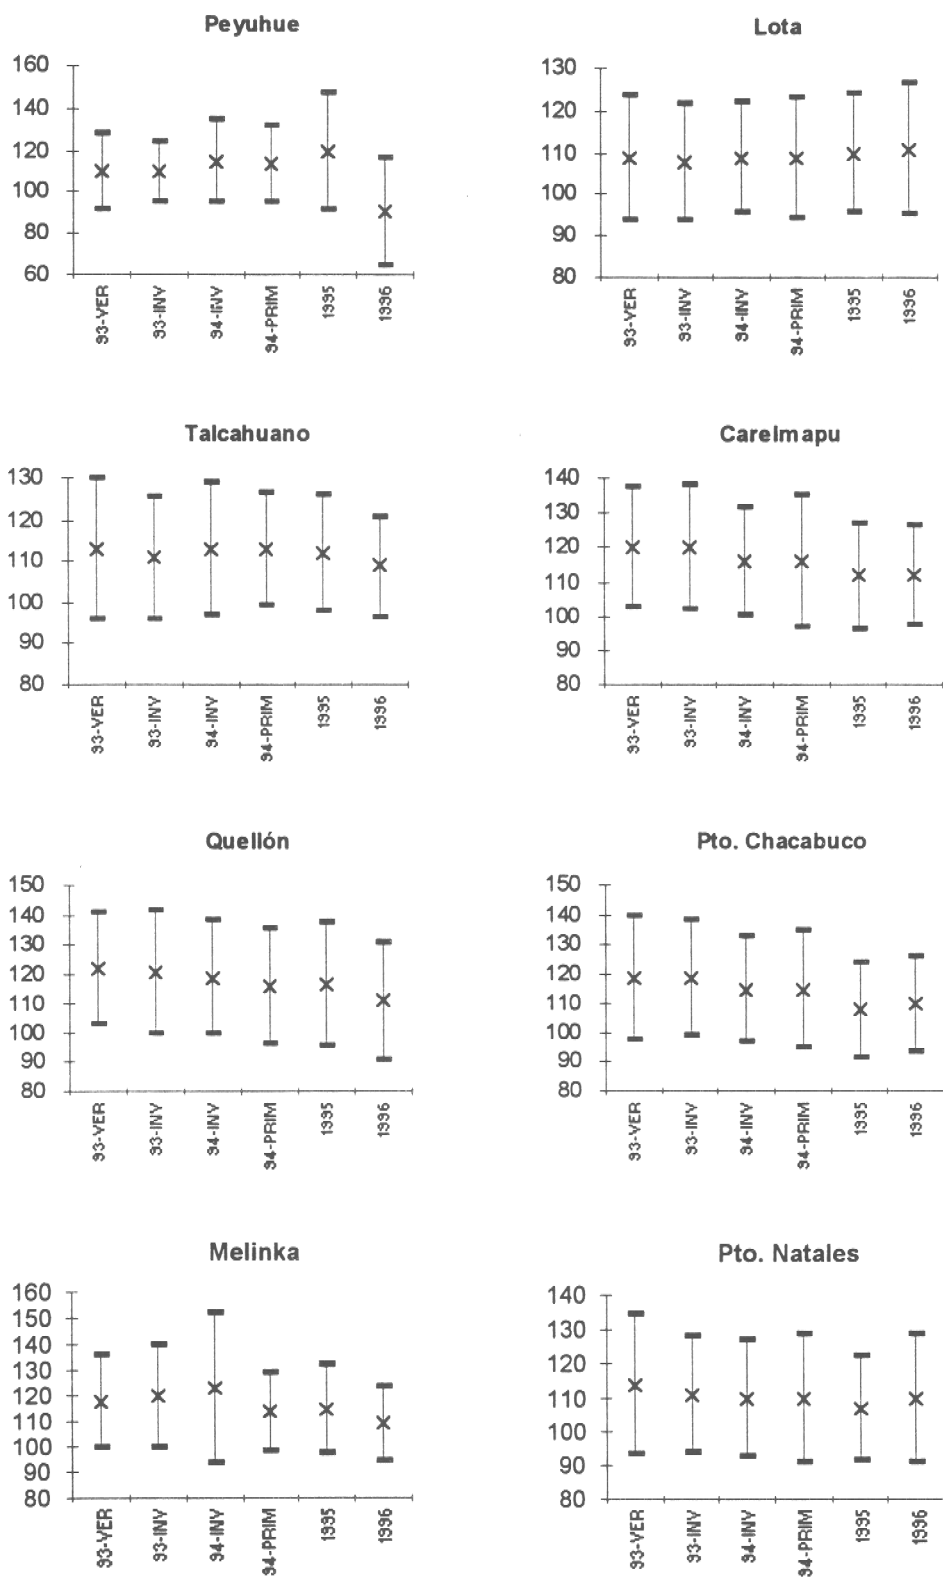 Peyuhue
160
140
120
100
80
60
93-VER
93-INV
94-INV
94-PRIM
1995
1996
Lota
130
120
110
100
90
80
93-VER
93-INV
94-INV
94-PRIM
1995
1996
Talcahuano
130
120
110
100
90
80
93-VER
93-INV
94-INV
94-PRIM
1995
1996
Carelmapu
140
130
120
110
100
90
80
93-VER
93-INV
94-INV
94-PRIM
1995
1996
Quellón
150
140
130
120
110
100
90
80
93-VER
93-INV
94-INV
94-PRIM
1995
1996
Pto. Chacabuco
150
140
130
120
110
100
90
80
93-VER
93-INV
94-INV
94-PRIM
1995
1996
Melinka
160
150
140
130
120
110
100
90
80
93-VER
93-INV
94-INV
94-PRIM
1995
1996
Pto. Natales
140
130
120
110
100
90
80
93-VER
93-INV
94-INV
94-PRIM
1995
1996